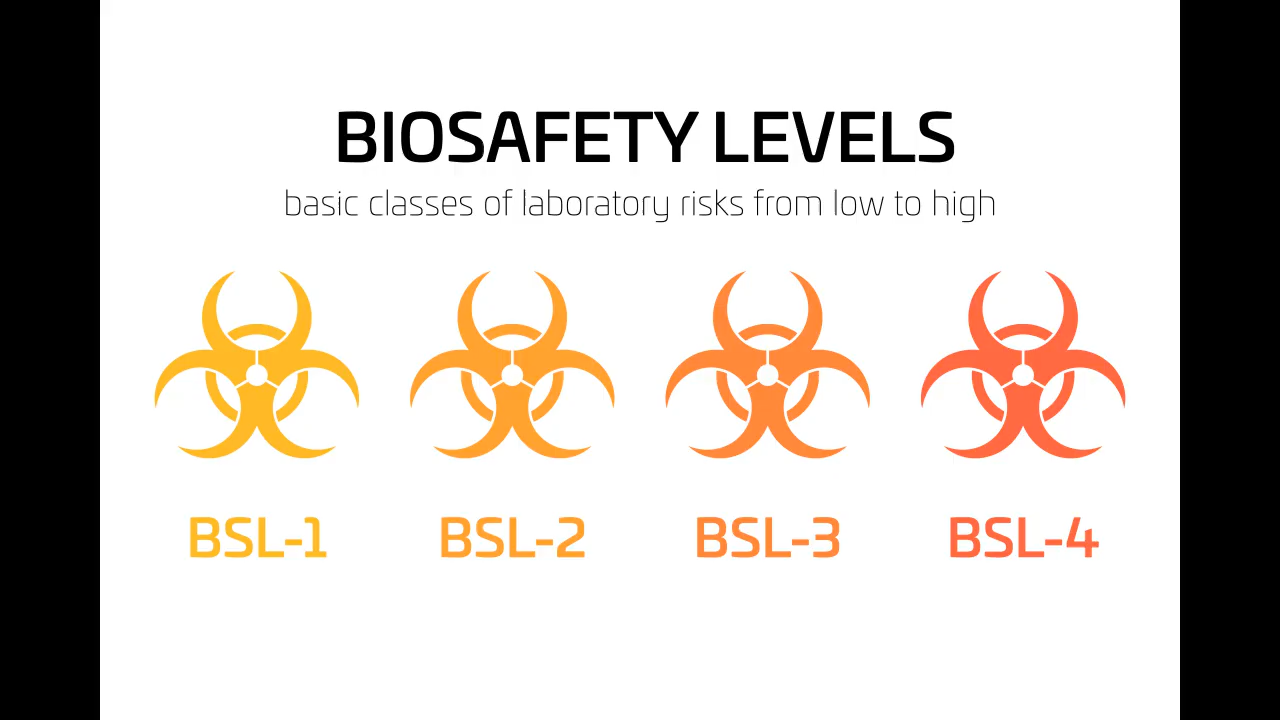 BIOSAFETY LEVELS
basic classes of laboratory risks from low to high
BSL-1 BSL-2 BSL-3 BSL-4